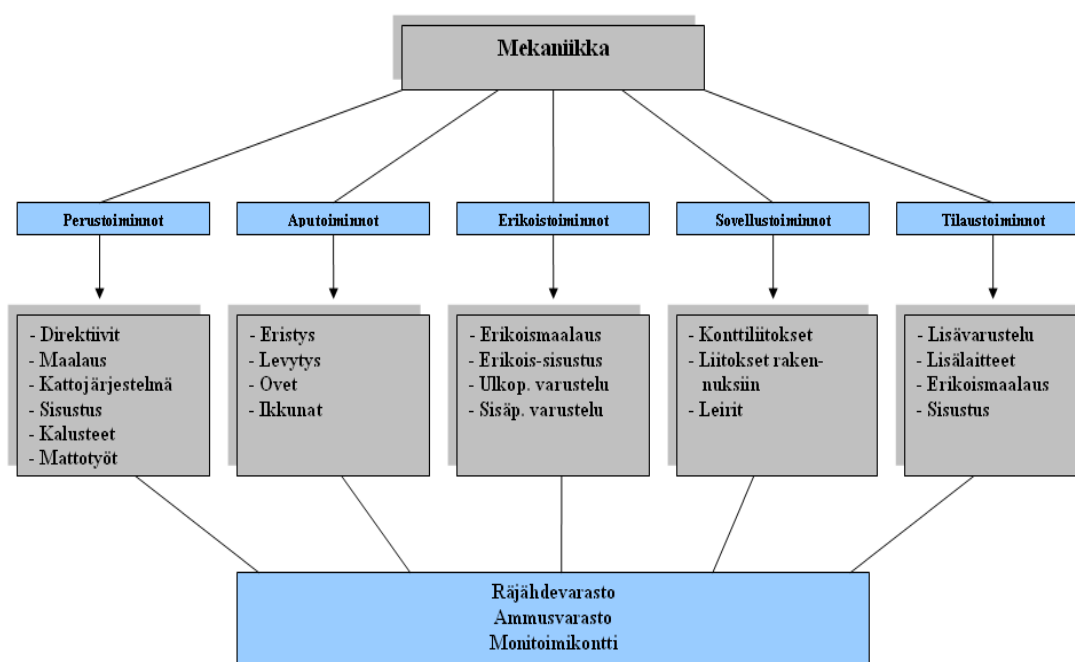 Mekaniikka
Perustoiminnot
Aputoiminnot
Erikoistoiminnot
Sovellustoiminnot
Tilaustoiminnot
- Direktiivit
- Maalaus
- Kattojärjestelmä
- Sisustus
- Kalusteet
- Mattotyöt
- Eristys
- Levytys
- Ovet
- Ikkunat
- Erikoismaalaus
- Erikois-sisustus
- Ulkop. varustelu
- Sisäp. varustelu
- Konttiliitokset
- Liitokset raken-
nuksiin
- Leirit
- Lisävarustelu
- Lisälaitteet
- Erikoismaalaus
- Sisustus
Räjähdevarasto
Ammusvarasto
Monitoimikontti